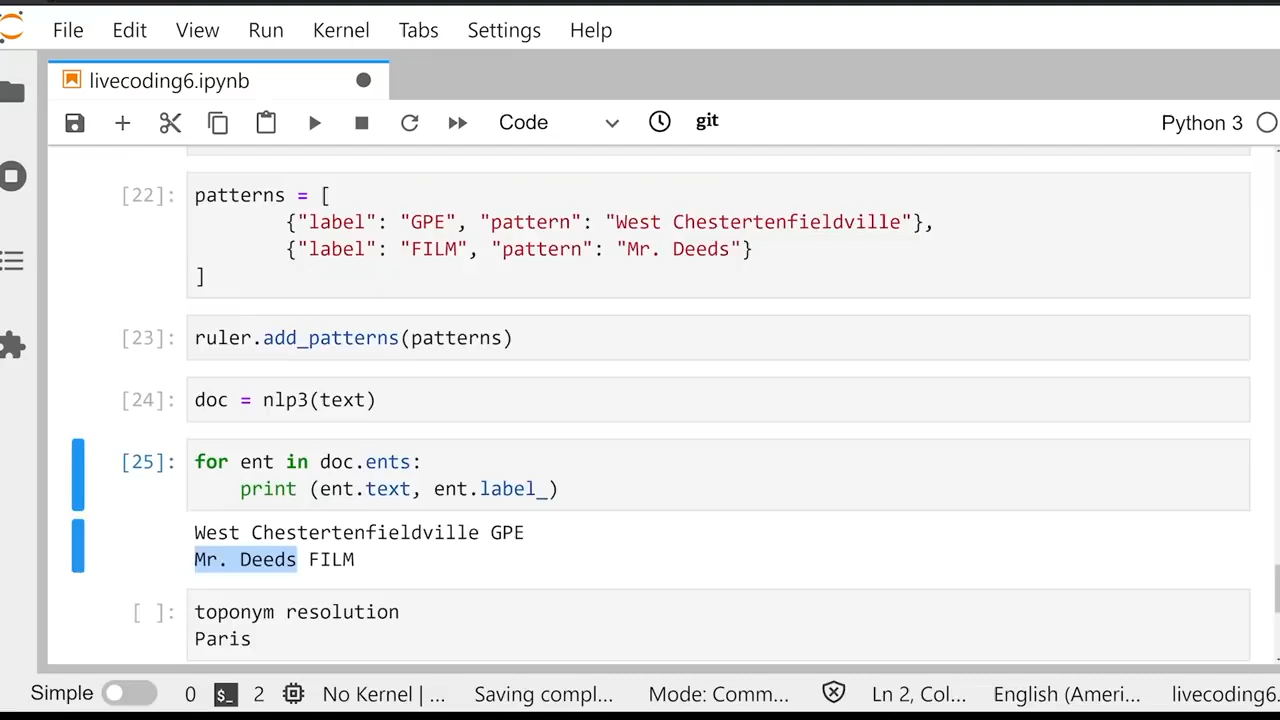 File Edit View Run Kernel Tabs Settings Help
livecoding6.ipynb
Code git Python 3
[22]: patterns = [
{"label": "GPE", "pattern": "West Chestertenfieldville"},
{"label": "FILM", "pattern": "Mr. Deeds"}
]
[23]: ruler.add_patterns(patterns)
[24]: doc = nlp3(text)
[25]: for ent in doc.ents:
print (ent.text, ent.label_)
West Chestertenfieldville GPE
Mr. Deeds FILM
[ ]: toponym resolution
Paris
Simple 0 $_ 2 No Kernel | ... Saving compl... Mode: Comm... Ln 2, Col... English (Ameri... livecoding6.